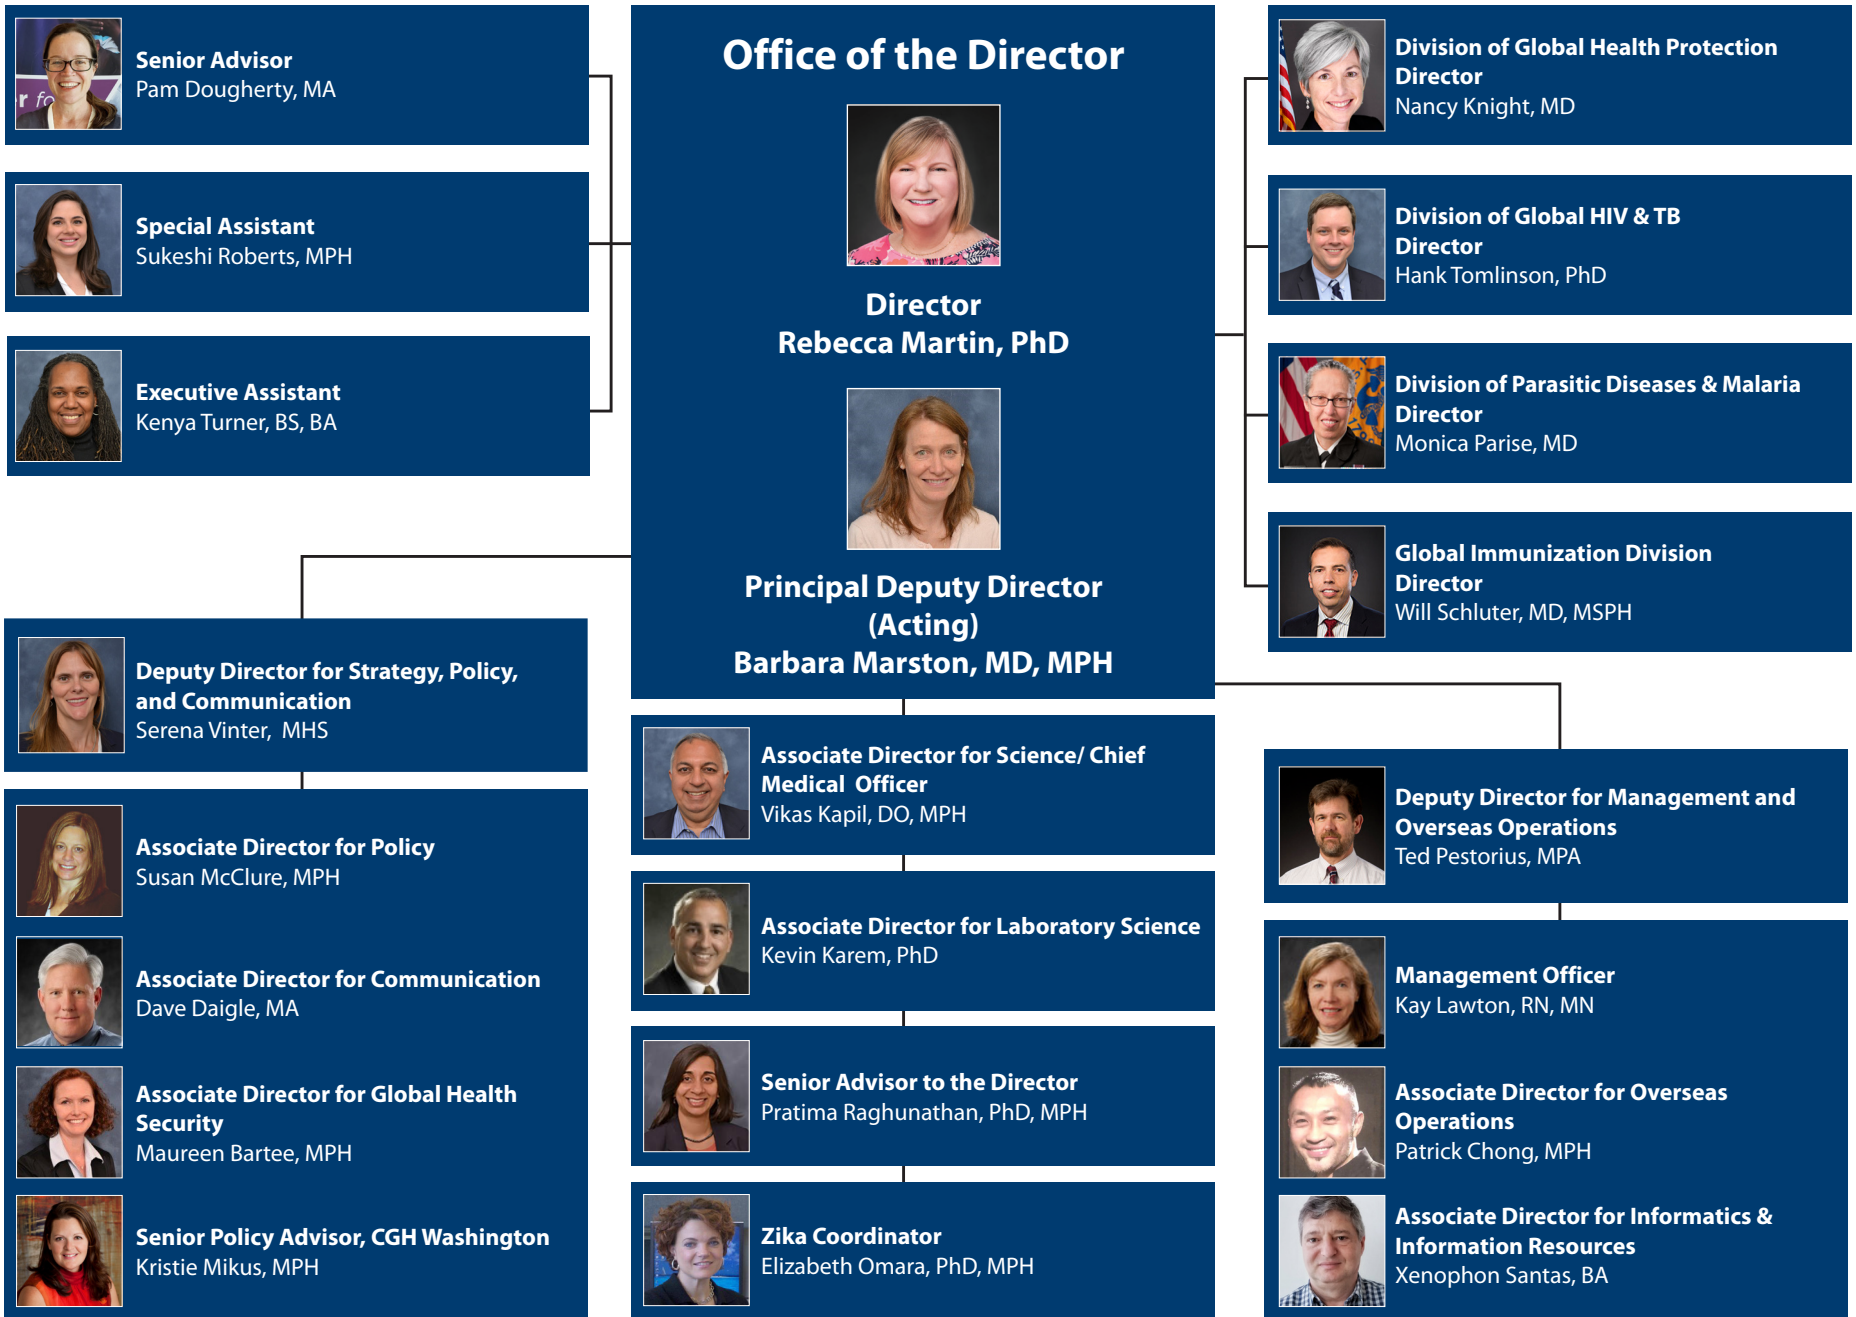 Senior Advisor
Pam Dougherty, MA
Special Assistant
Sukeshi Roberts, MPH
Executive Assistant
Kenya Turner, BS, BA
Office of the Director
Director
Rebecca Martin, PhD
Principal Deputy Director
(Acting)
Barbara Marston, MD, MPH
Division of Global Health Protection
Director
Nancy Knight, MD
Division of Global HIV & TB
Director
Hank Tomlinson, PhD
Division of Parasitic Diseases & Malaria
Director
Monica Parise, MD
Global Immunization Division
Director
Will Schluter, MD, MSPH
Deputy Director for Strategy, Policy,
and Communication
Serena Vinter, MHS
Associate Director for Policy
Susan McClure, MPH
Associate Director for Communication
Dave Daigle, MA
Associate Director for Global Health
Security
Maureen Bartee, MPH
Senior Policy Advisor, CGH Washington
Kristie Mikus, MPH
Associate Director for Science/ Chief
Medical Officer
Vikas Kapil, DO, MPH
Associate Director for Laboratory Science
Kevin Karem, PhD
Senior Advisor to the Director
Pratima Raghunathan, PhD, MPH
Zika Coordinator
Elizabeth Omara, PhD, MPH
Deputy Director for Management and
Overseas Operations
Ted Pestorius, MPA
Management Officer
Kay Lawton, RN, MN
Associate Director for Overseas
Operations
Patrick Chong, MPH
Associate Director for Informatics &
Information Resources
Xenophon Santas, BA